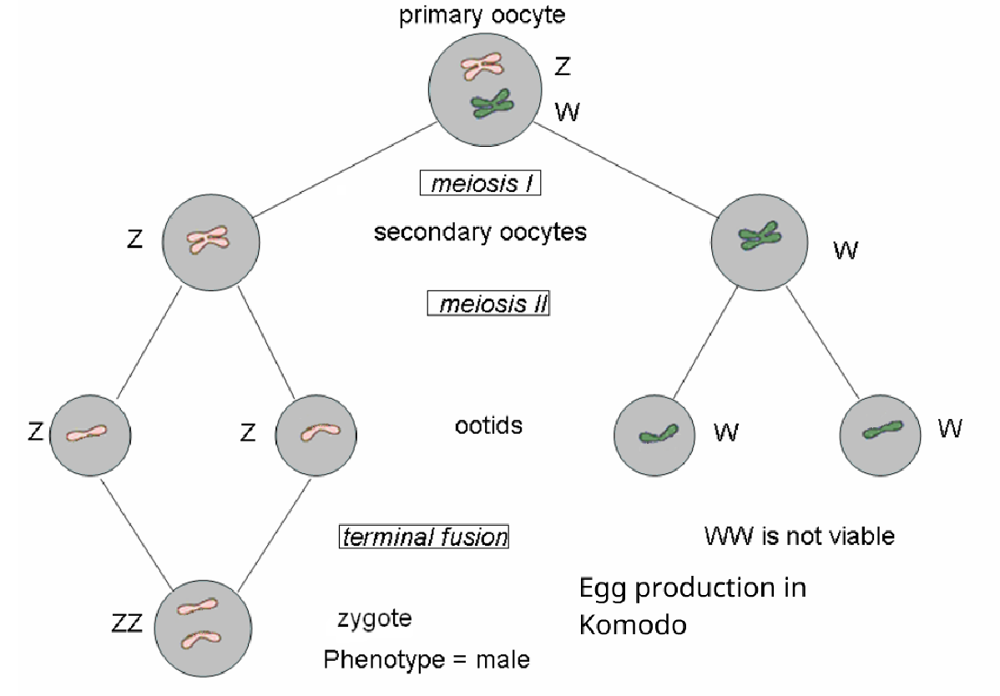 primary oocyte
Z
W
meiosis I
Z
secondary oocytes
W
meiosis II
Z
Z
ootids
W
W
terminal fusion
WW is not viable
Egg production in
Komodo
ZZ
zygote
Phenotype = male